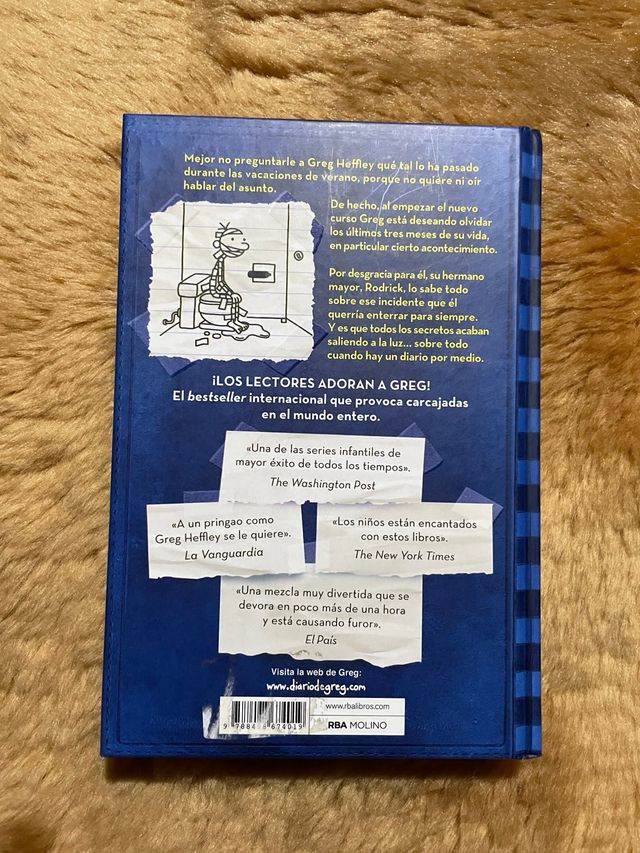 Mejor no preguntarle a Greg Heffley qué tal lo ha pasado
durante las vacaciones de verano, porque no quiere ni oír
hablar del asunto.
De hecho, al empezar el nuevo
curso Greg está deseando olvidar
los últimos tres meses de su vida,
en particular cierto acontecimiento.
Por desgracia para él, su hermano
mayor, Rodrick, lo sabe todo
sobre ese incidente que él
querría enterrar para siempre.
Y es que todos los secretos acaban
saliendo a la luz... sobre todo
cuando hay un diario por medio.
¡LOS LECTORES ADORAN A GREG!
El bestseller internacional que provoca carcajadas
en el mundo entero.
«Una de las series infantiles de
mayor éxito de todos los tiempos».
The Washington Post
«A un pringao como
Greg Heffley se le quiere».
La Vanguardia
«Los niños están encantados
con estos libros».
The New York Times
«Una mezcla muy divertida que se
devora en poco más de una hora
y está causando furor».
El País
Visita la web de Greg:
www.diariodegreg.com
www.rbalibros.com
RBA MOLINO